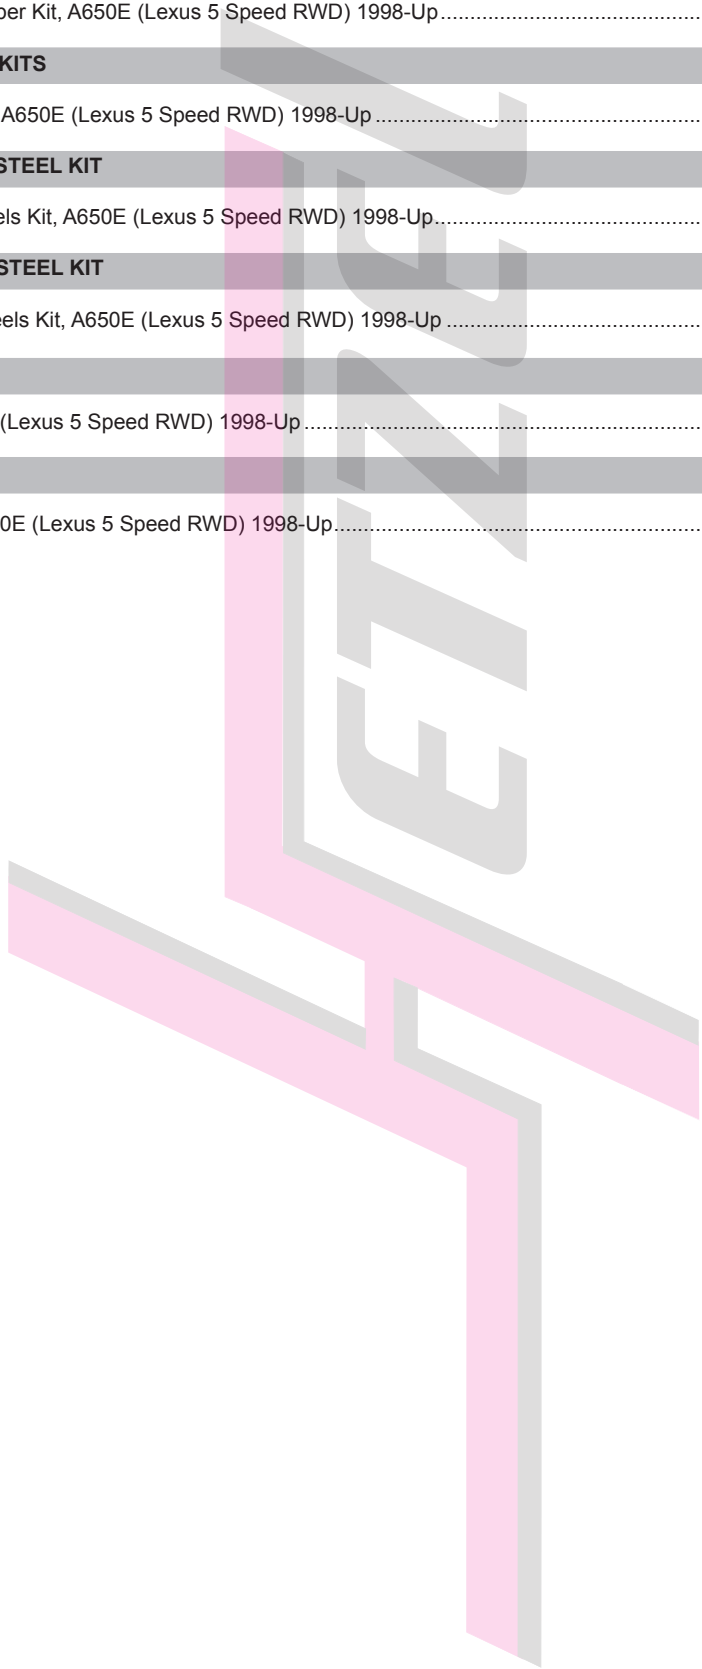 per Kit, A650E (Lexus 5 Speed RWD) 1998-Up
KITS
A650E (Lexus 5 Speed RWD) 1998-Up
STEEL KIT
els Kit, A650E (Lexus 5 Speed RWD) 1998-Up
STEEL KIT
eels Kit, A650E (Lexus 5 Speed RWD) 1998-Up
(Lexus 5 Speed RWD) 1998-Up
0E (Lexus 5 Speed RWD) 1998-Up
ETZEL